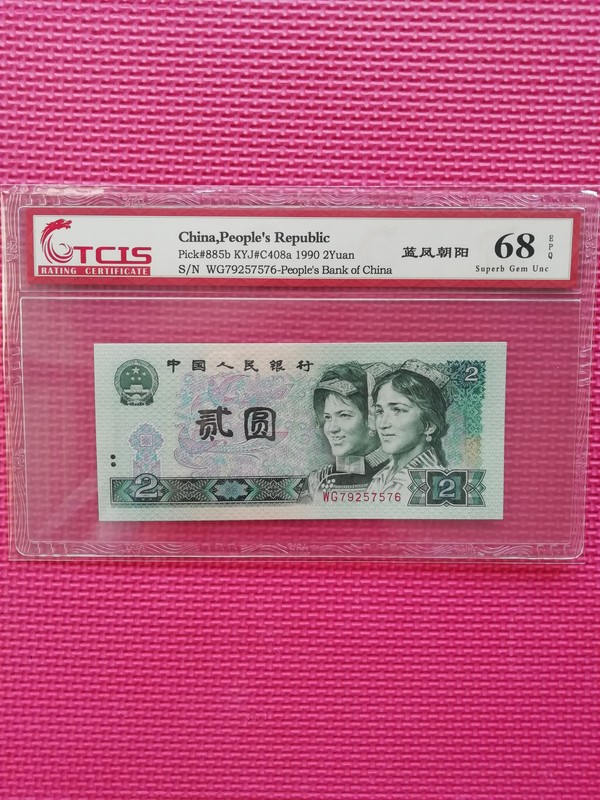 TCIS
RATING CERTIFICATE
China,People's Republic
Pick#885b KYJ#C408a 1990 2Yuan
S/N WG79257576-People's Bank of China
蓝凤朝阳
68 EPQ
Superb Gem Unc
中国人民银行
贰圆
2
2
WG79257576
2